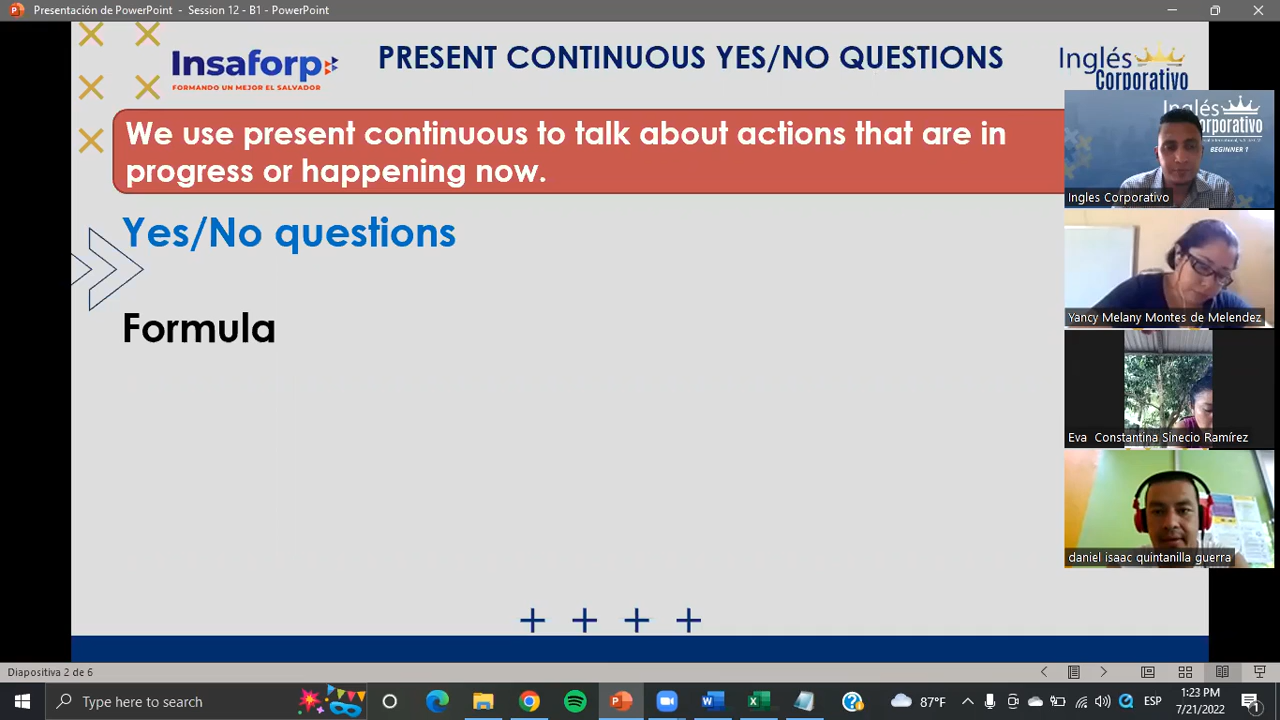 Presentación de PowerPoint - Session 12 - B1 - PowerPoint
Insaforp
FORMANDO UN MEJOR EL SALVADOR
PRESENT CONTINUOUS YES/NO QUESTIONS
Inglés
Corporativo
We use present continuous to talk about actions that are in
progress or happening now.
Yes/No questions
Formula
Inglés
Corporativo
BEGINNER 1
Ingles Corporativo
Yancy Melany Montes de Melendez
Eva Constantina Sinecio Ramírez
daniel isaac quintanilla guerra
Diapositiva 2 de 6
Type here to search
87°F
ESP
1:23 PM
7/21/2022
1